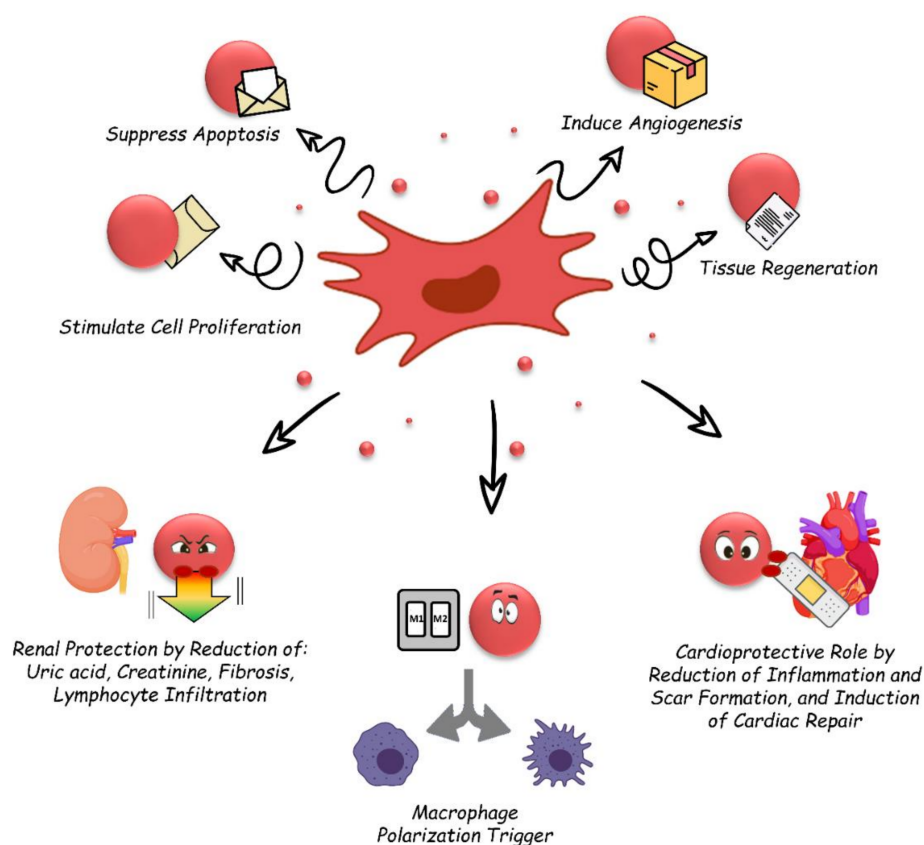 Suppress Apoptosis
Induce Angiogenesis
Stimulate Cell Proliferation
Tissue Regeneration
Renal Protection by Reduction of:
Uric acid, Creatinine, Fibrosis,
Lymphocyte Infiltration
M1 M2
Macrophage
Polarization Trigger
Cardioprotective Role by
Reduction of Inflammation and
Scar Formation, and Induction
of Cardiac Repair